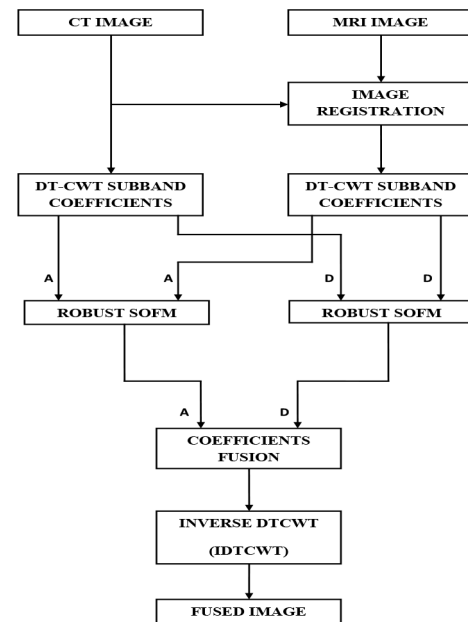 CT IMAGE
MRI IMAGE
IMAGE
REGISTRATION
DT-CWT SUBBAND
COEFFICIENTS
DT-CWT SUBBAND
COEFFICIENTS
A
A
D
D
ROBUST SOFM
ROBUST SOFM
A
D
COEFFICIENTS
FUSION
INVERSE DTCWT
(IDTCWT)
FUSED IMAGE